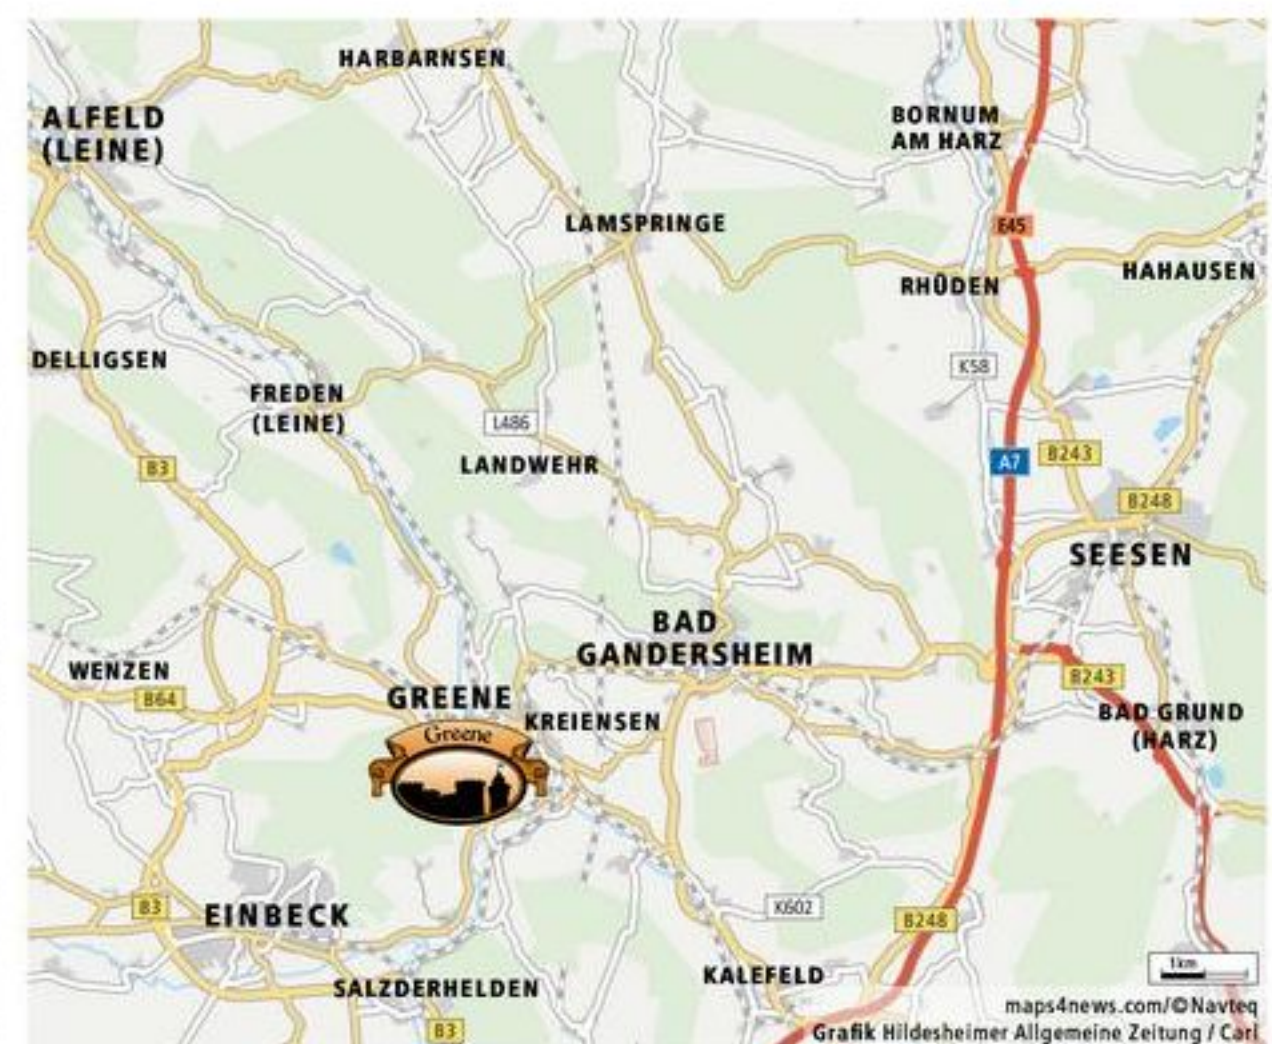 HARBARNSEN
ALFELD
(LEINE)
BORNUM
AM HARZ
LAMSPRINGE
E45
RHÜDEN
HAHAUSEN
DELLIGSEN
K58
FREDEN
(LEINE)
L486
LANDWEHR
B3
A7
B243
B248
SEESEN
BAD
GANDERSHEIM
WENZEN
B64
GREENE
KREIENSEN
Greene
B243
BAD GRUND
(HARZ)
B3
EINBECK
K602
B248
SALZDERHELDEN
KALEFELD
1km
B3
maps4news.com/©Navteq
Grafik Hildesheimer Allgemeine Zeitung / Carl